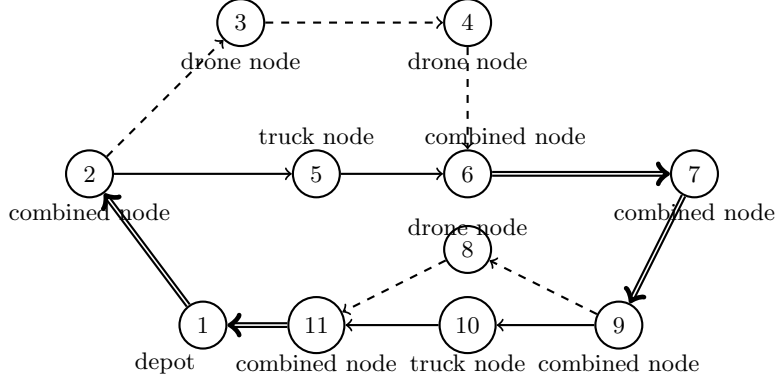 3
4
drone node
drone node
truck node
combined node
2
5
6
7
combined node
combined node
drone node
8
1
11
10
9
depot
combined node
truck node
combined node